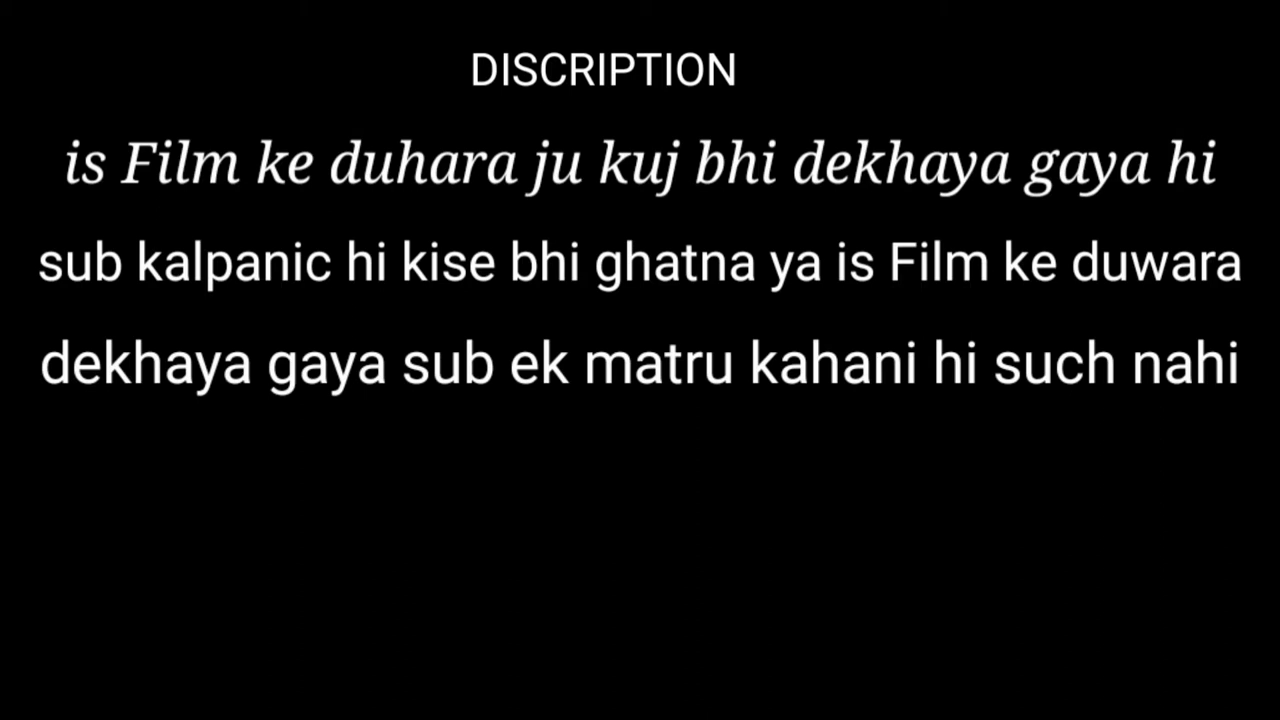 DISCRIPTION
is Film ke duhara ju kuj bhi dekhaya gaya hi
sub kalpanic hi kise bhi ghatna ya is Film ke duwara
dekhaya gaya sub ek matru kahani hi such nahi